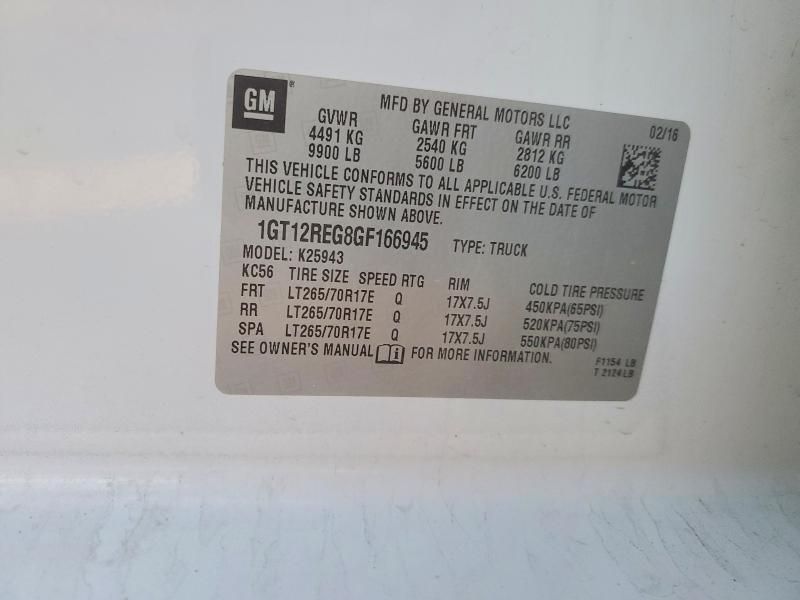 GM ®
MFD BY GENERAL MOTORS LLC
02/16
GVWR GAWR FRT GAWR RR
4491 KG 2540 KG 2812 KG
9900 LB 5600 LB 6200 LB
THIS VEHICLE CONFORMS TO ALL APPLICABLE U.S. FEDERAL MOTOR
VEHICLE SAFETY STANDARDS IN EFFECT ON THE DATE OF
MANUFACTURE SHOWN ABOVE.
1GT12REG8GF166945 TYPE: TRUCK
MODEL: K25943
KC56 TIRE SIZE SPEED RTG RIM COLD TIRE PRESSURE
FRT LT265/70R17E Q 17X7.5J 450KPA(65PSI)
RR LT265/70R17E Q 17X7.5J 520KPA(75PSI)
SPA LT265/70R17E Q 17X7.5J 550KPA(80PSI)
SEE OWNER'S MANUAL i FOR MORE INFORMATION.
F1154 LB
T 2124LB